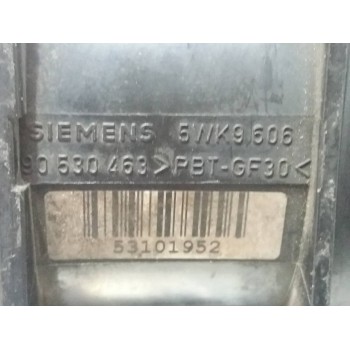 SIEMENS 5WK9 606
90 530 463 >PBT-GF30<
53101952